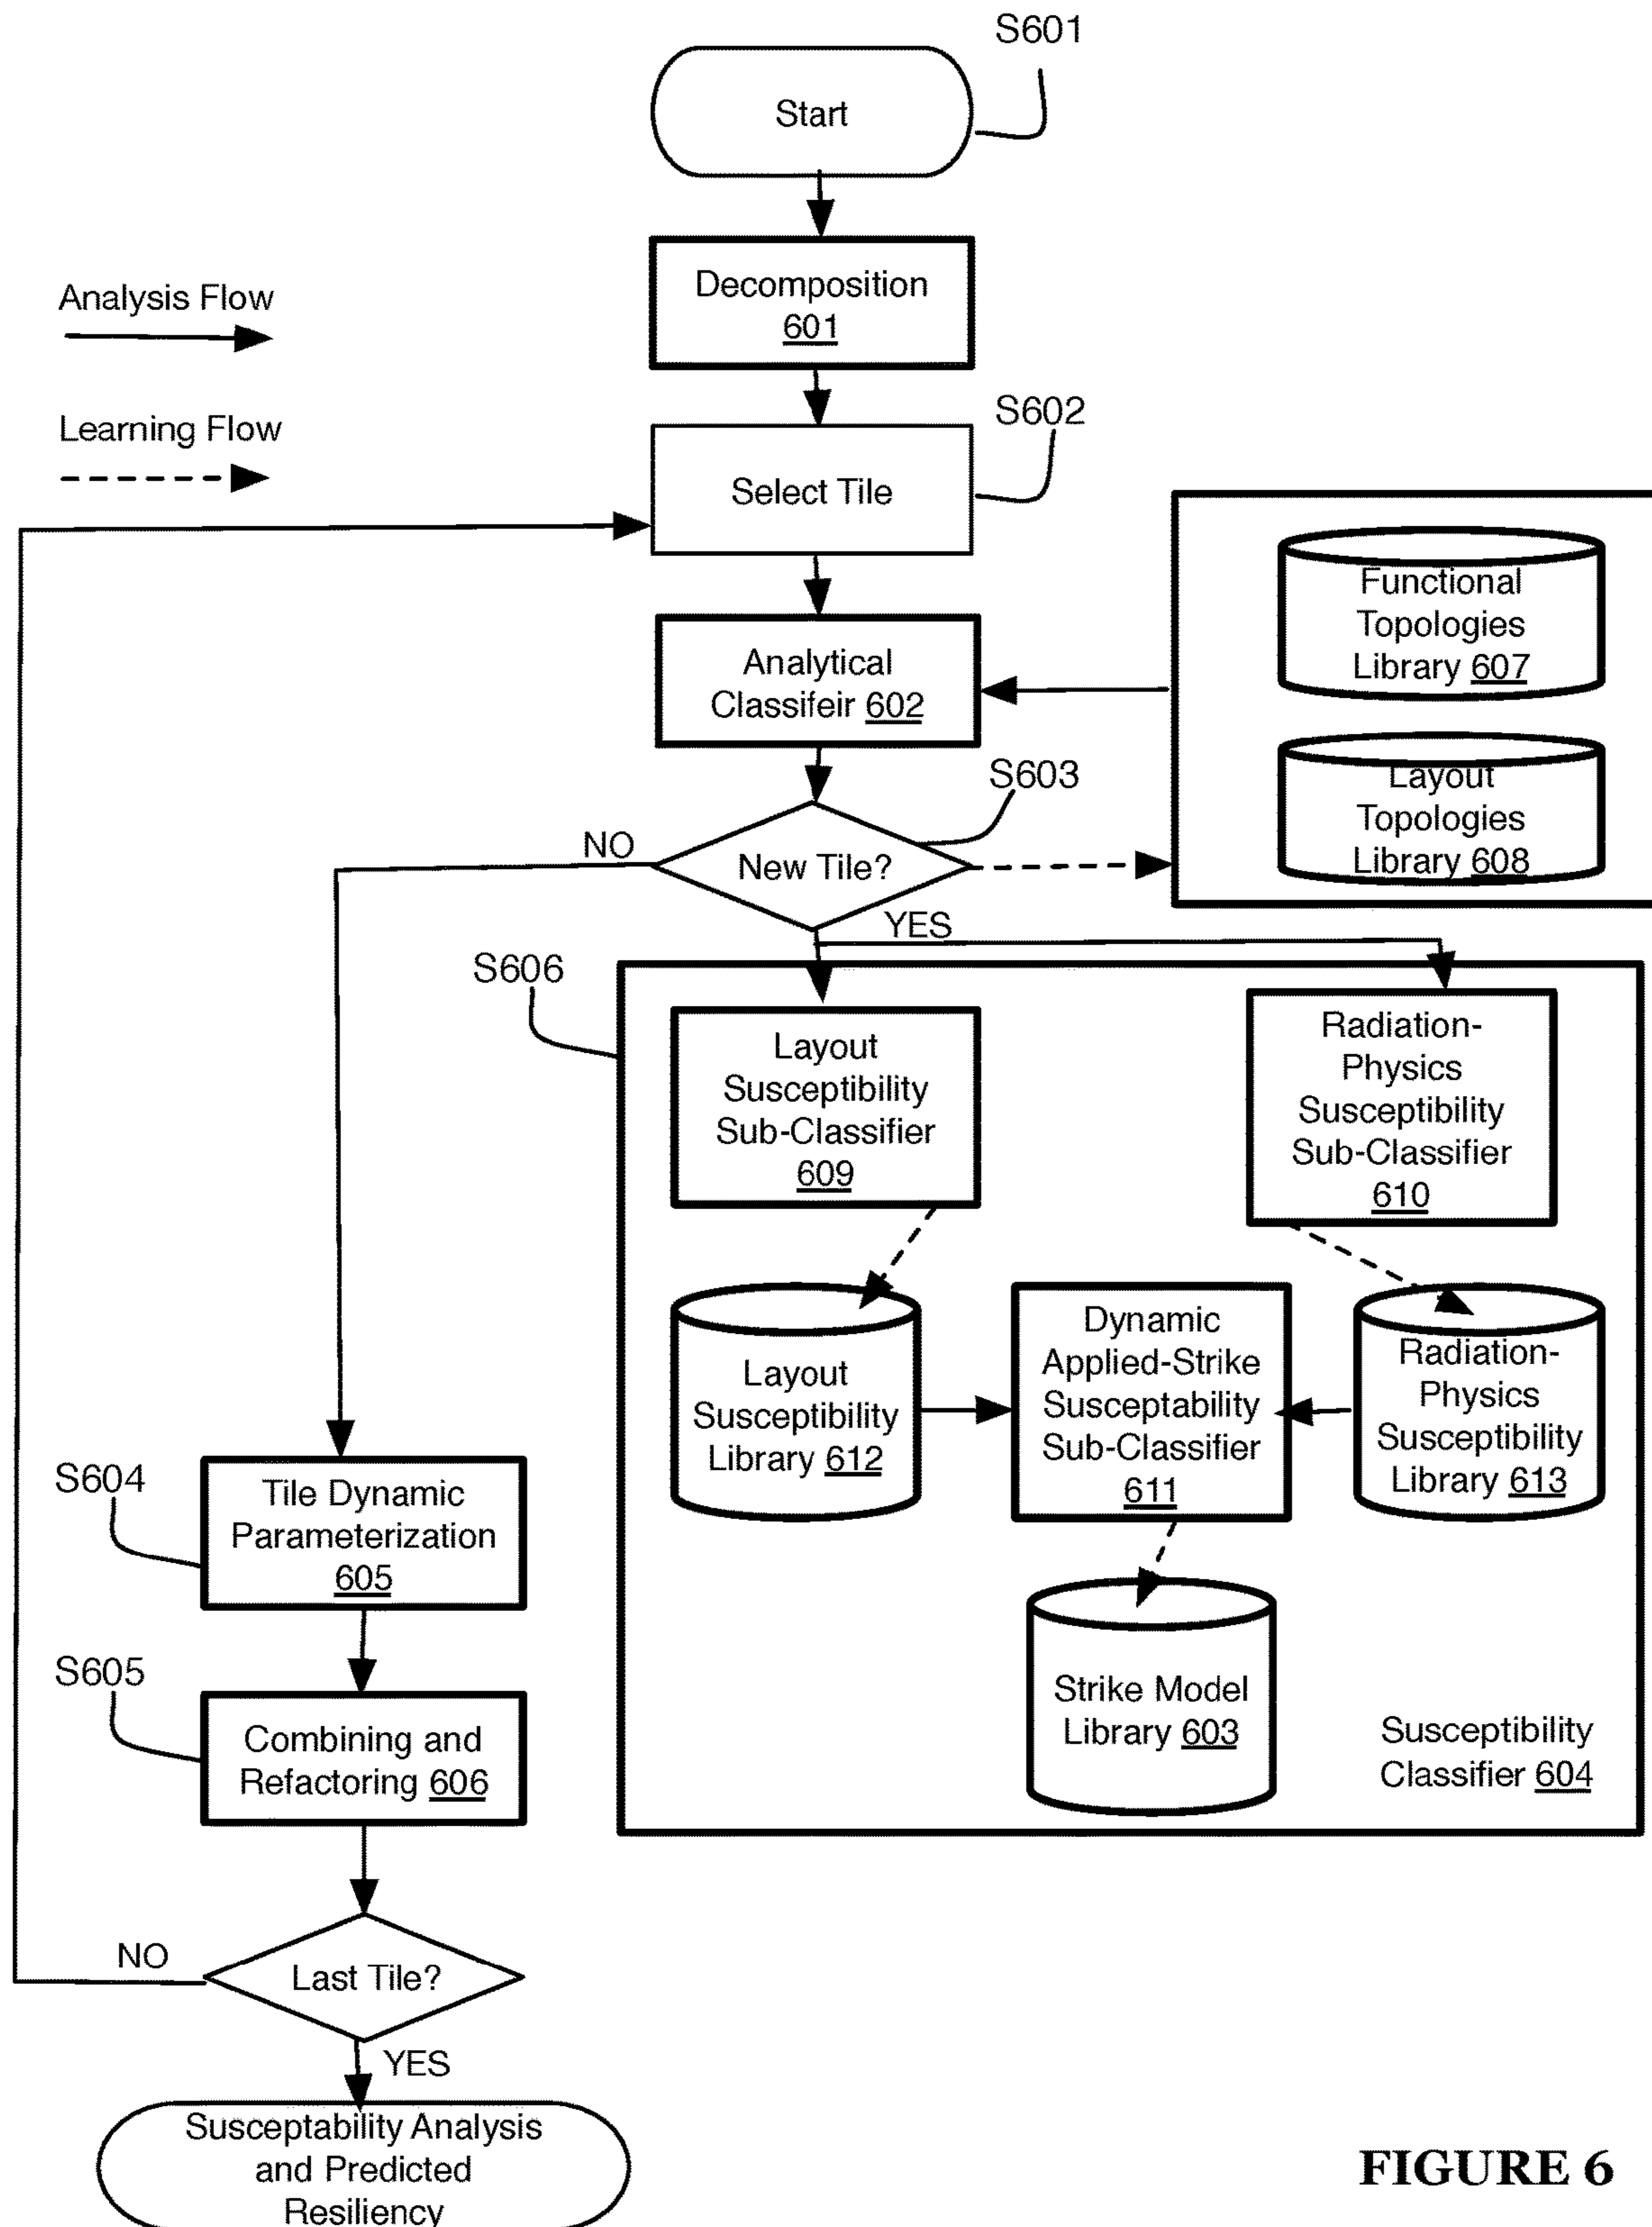 S601
Start
Decomposition
601
Analysis Flow
Learning Flow
S602
Select Tile
Functional
Topologies
Library 607
Analytical
Classifeir 602
Layout
Topologies
Library 608
S603
NO
New Tile?
YES
S606
Layout
Susceptibility
Sub-Classifier
609
Radiation-
Physics
Susceptibility
Sub-Classifier
610
Layout
Susceptibility
Library 612
Dynamic
Applied-Strike
Susceptability
Sub-Classifier
611
Radiation-
Physics
Susceptibility
Library 613
S604
Tile Dynamic
Parameterization
605
S605
Combining and
Refactoring 606
Strike Model
Library 603
Susceptibility
Classifier 604
NO
Last Tile?
YES
Susceptability Analysis
and Predicted
Resiliency
FIGURE 6